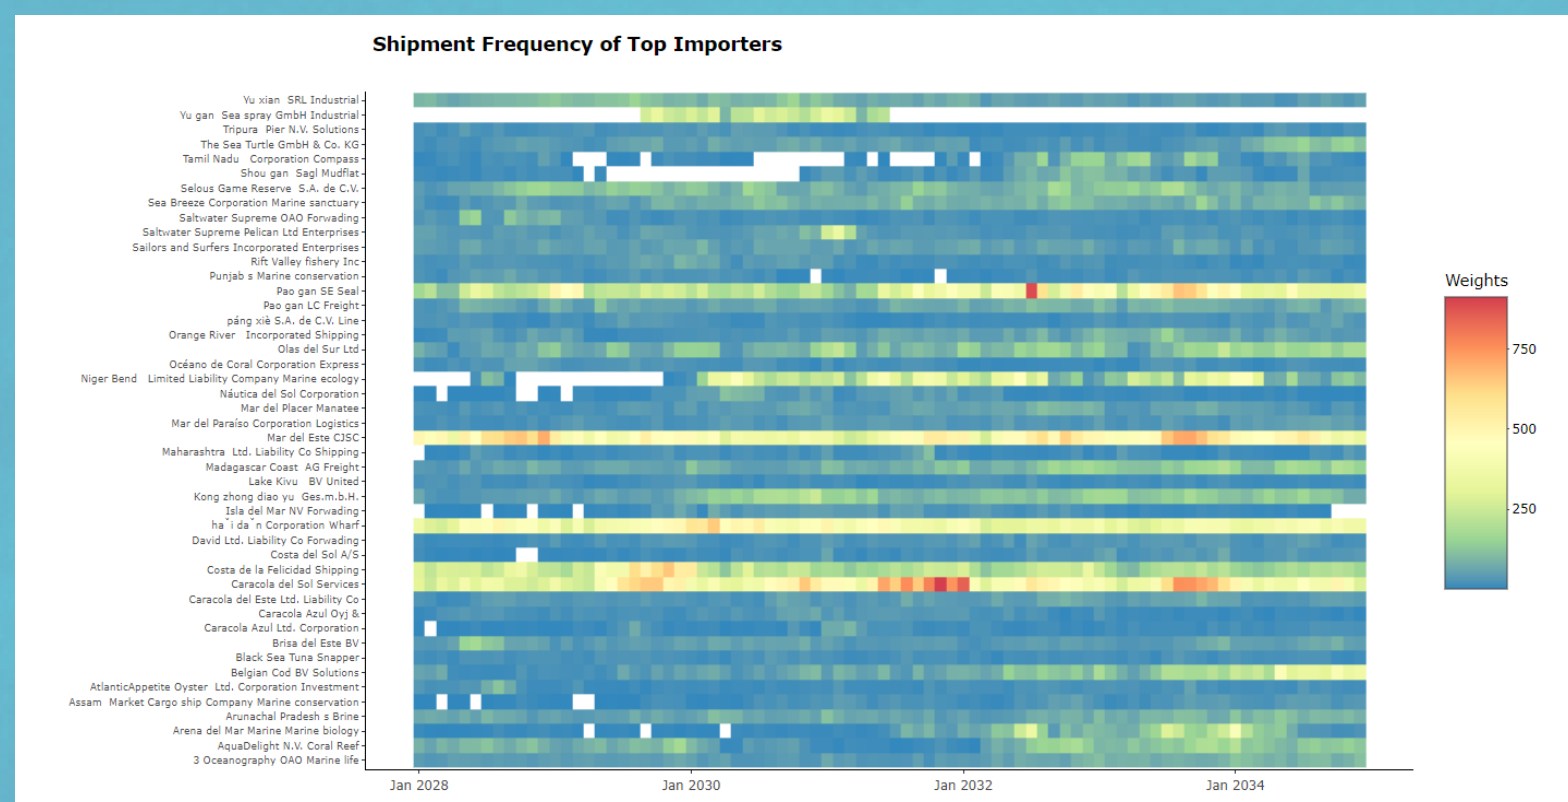 Shipment Frequency of Top Importers
Yu xian  SRL Industrial
Yu gan  Sea spray GmbH Industrial
Tripura  Pier N.V. Solutions
The Sea Turtle GmbH & Co. KG
Tamil Nadu   Corporation Compass
Shou gan  Sagl Mudflat
Selous Game Reserve  S.A. de C.V.
Sea Breeze Corporation Marine sanctuary
Saltwater Supreme OAO Forwading
Saltwater Supreme Pelican Ltd Enterprises
Sailors and Surfers Incorporated Enterprises
Rift Valley fishery Inc
Punjab s Marine conservation
Pao gan SE Seal
Pao gan LC Freight
páng xiè S.A. de C.V. Line
Orange River   Incorporated Shipping
Olas del Sur Ltd
Océano de Coral Corporation Express
Niger Bend   Limited Liability Company Marine ecology
Náutica del Sol Corporation
Mar del Placer Manatee
Mar del Paraíso Corporation Logistics
Mar del Este CJSC
Maharashtra  Ltd. Liability Co Shipping
Madagascar Coast  AG Freight
Lake Kivu   BV United
Kong zhong diao yu  Ges.m.b.H.
Isla del Mar NV Forwading
haˇi daˇn Corporation Wharf
David Ltd. Liability Co Forwading
Costa del Sol A/S
Costa de la Felicidad Shipping
Caracola del Sol Services
Caracola del Este Ltd. Liability Co
Caracola Azul Oyj &
Caracola Azul Ltd. Corporation
Brisa del Este BV
Black Sea Tuna Snapper
Belgian Cod BV Solutions
AtlanticAppetite Oyster  Ltd. Corporation Investment
Assam  Market Cargo ship Company Marine conservation
Arunachal Pradesh s Brine
Arena del Mar Marine Marine biology
AquaDelight N.V. Coral Reef
3 Oceanography OAO Marine life
Jan 2028 Jan 2030 Jan 2032 Jan 2034
Weights
750
500
250